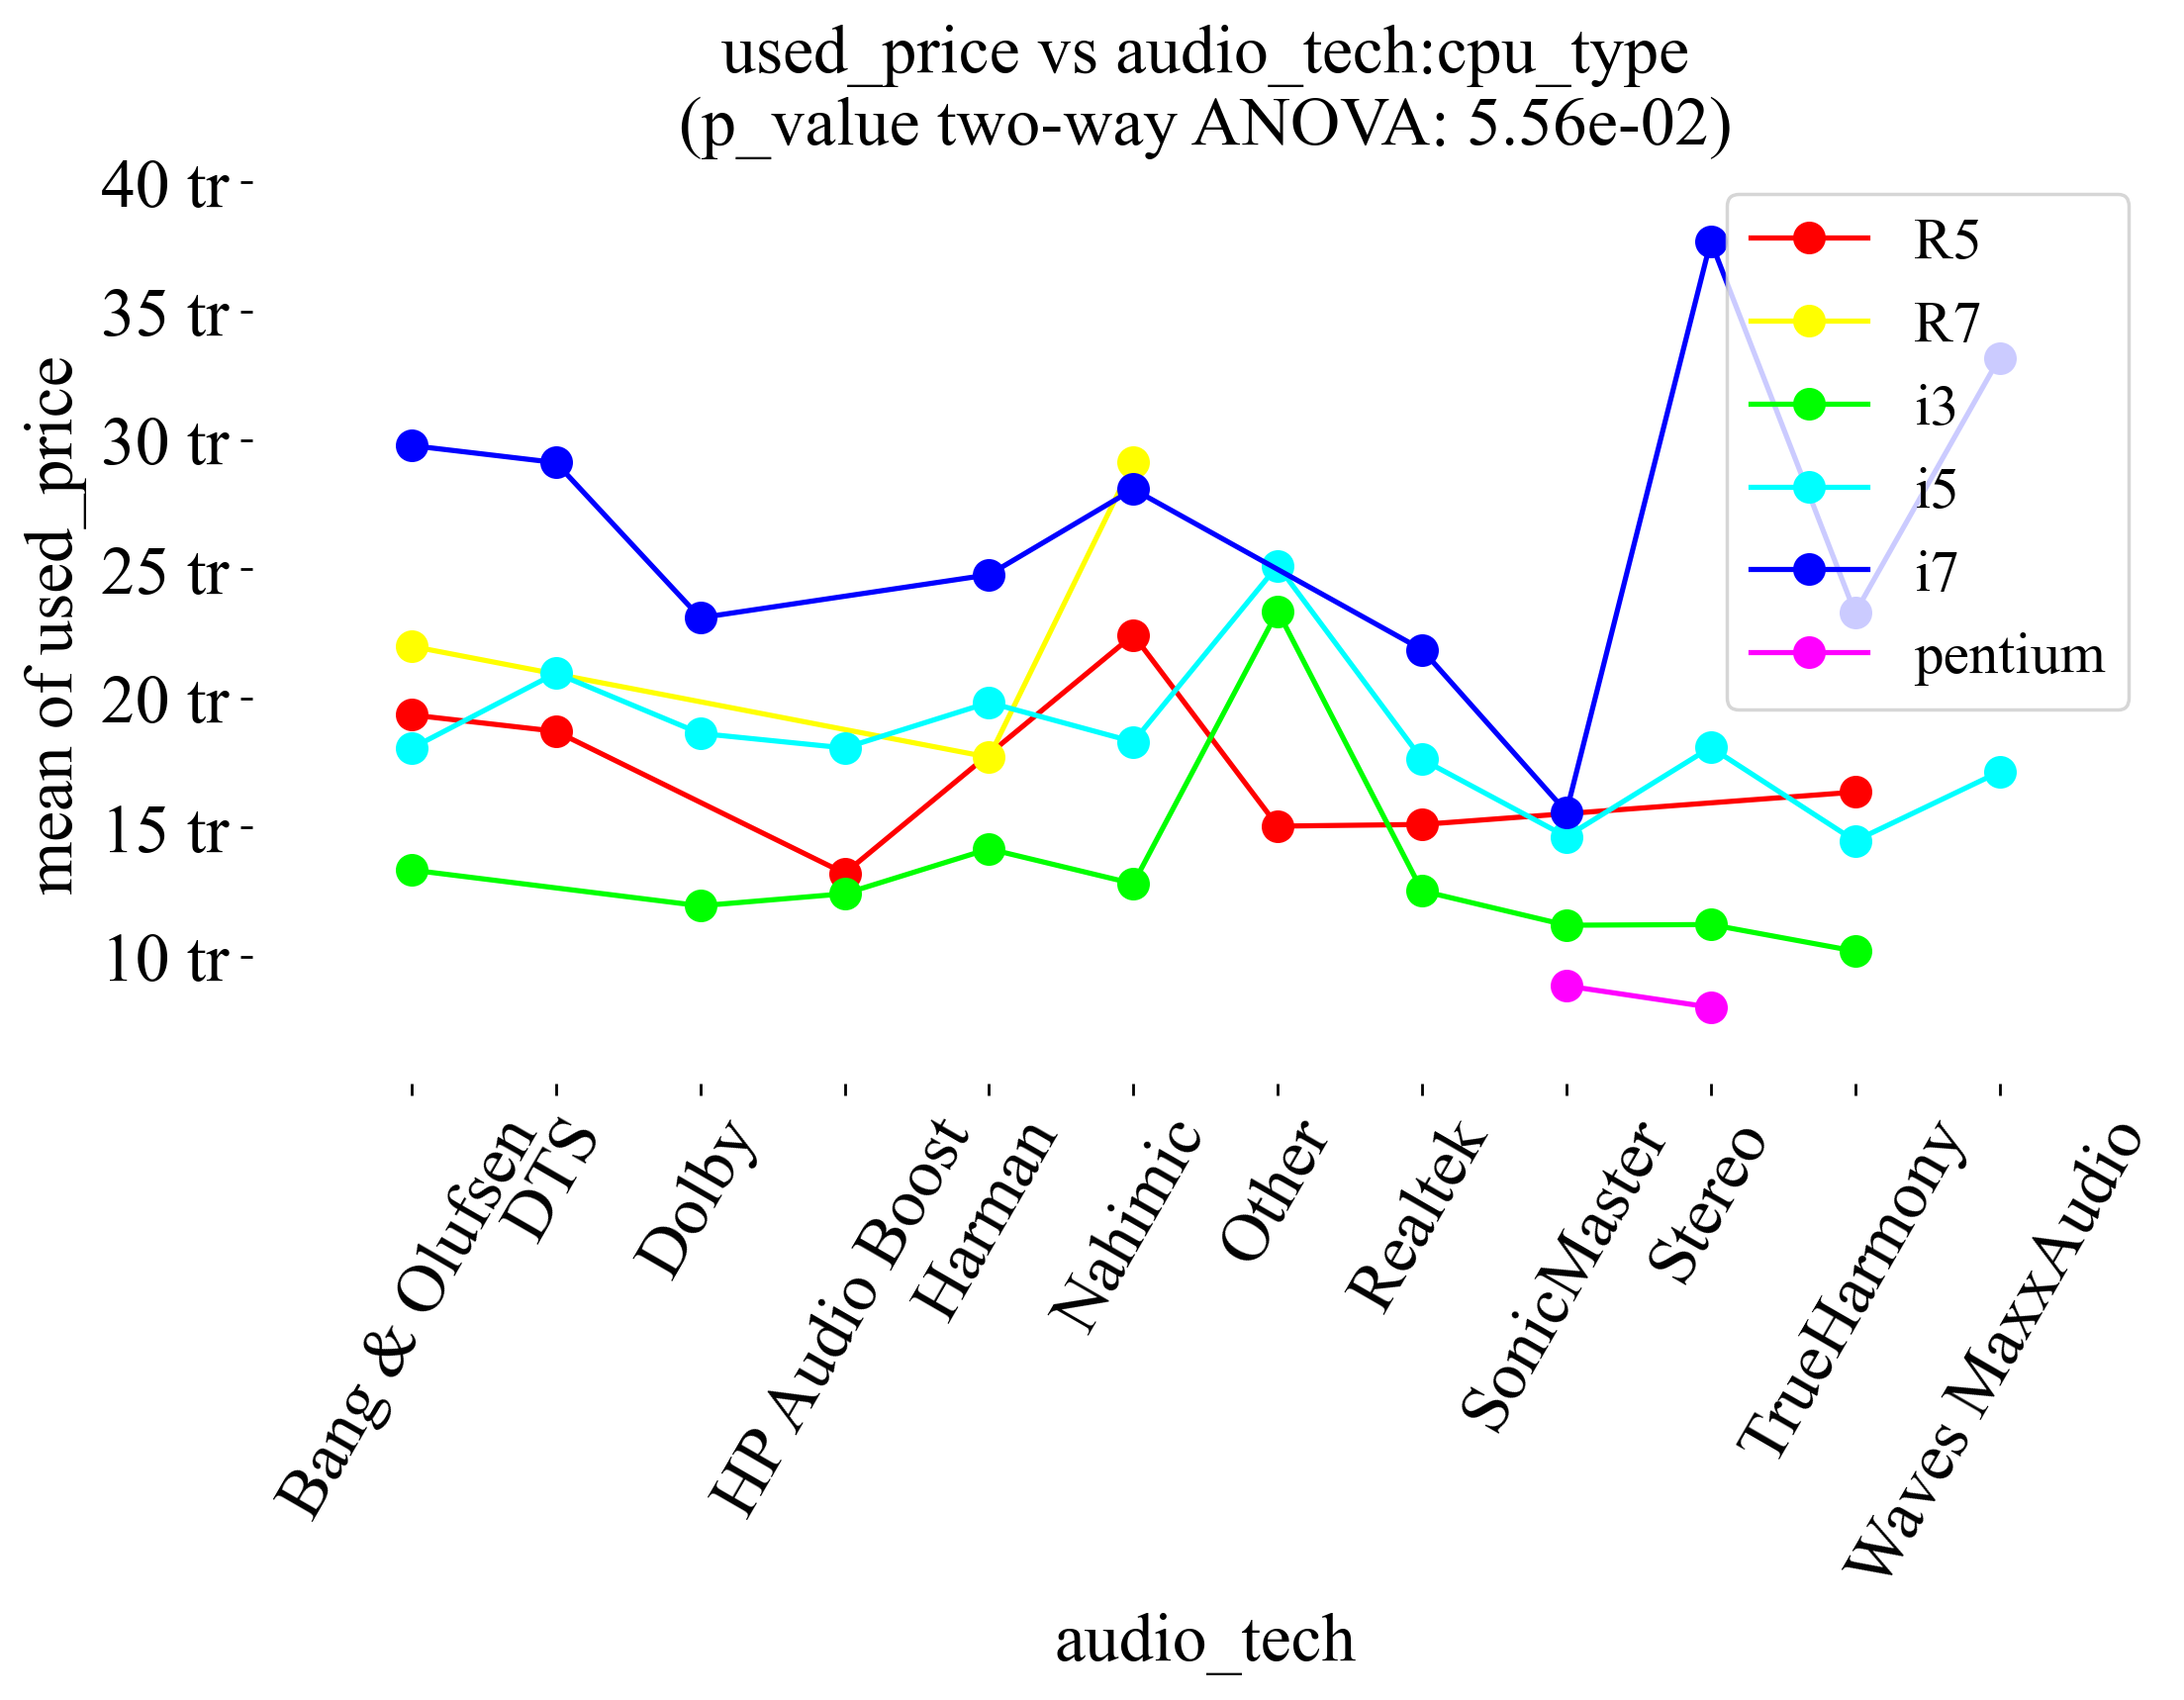 used_price vs audio_tech:cpu_type
(p_value two-way ANOVA: 5.56e-02)
40 tr
35 tr
30 tr
25 tr
20 tr
15 tr
10 tr
mean of used_price
R5
R7
i3
i5
i7
pentium
Bang & Olufsen
DTS
Dolby
HP Audio Boost
Harman
Nahimic
Other
Realtek
SonicMaster
Stereo
TrueHarmony
Waves MaxxAudio
audio_tech